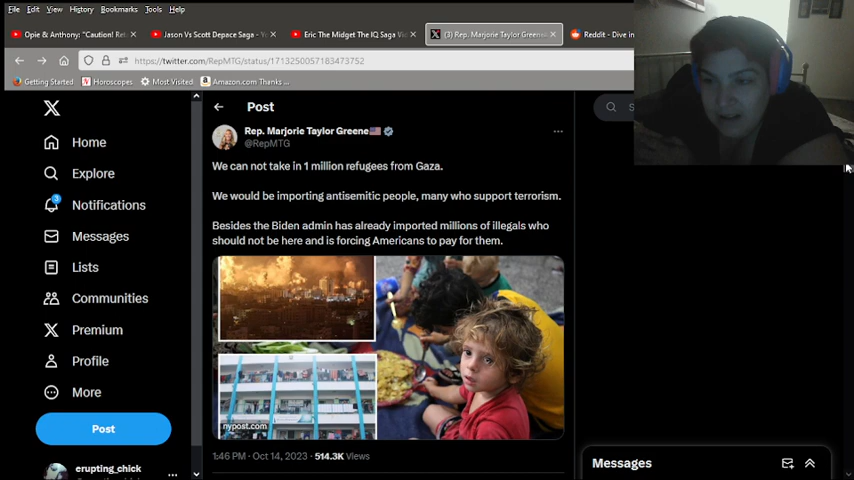 File Edit View History Bookmarks Tools Help
Opie & Anthony: "Caution! Rel
Jason Vs Scott Depace Saga -
Eric The Midget The IQ Saga
(3) Rep. Marjorie Taylor Greene
Reddit - Dive in
https://twitter.com/RepMTG/status/1713250057183473752
Getting Started Horoscopes Most Visited Amazon.com Thanks ...
Post
Rep. Marjorie Taylor Greene
@RepMTG
We can not take in 1 million refugees from Gaza.
We would be importing antisemitic people, many who support terrorism.
Besides the Biden admin has already imported millions of illegals who
should not be here and is forcing Americans to pay for them.
nypost.com
1:46 PM · Oct 14, 2023 · 514.3K Views
Home
Explore
3
Notifications
Messages
Lists
Communities
Premium
Profile
More
Post
erupting_chick
Messages